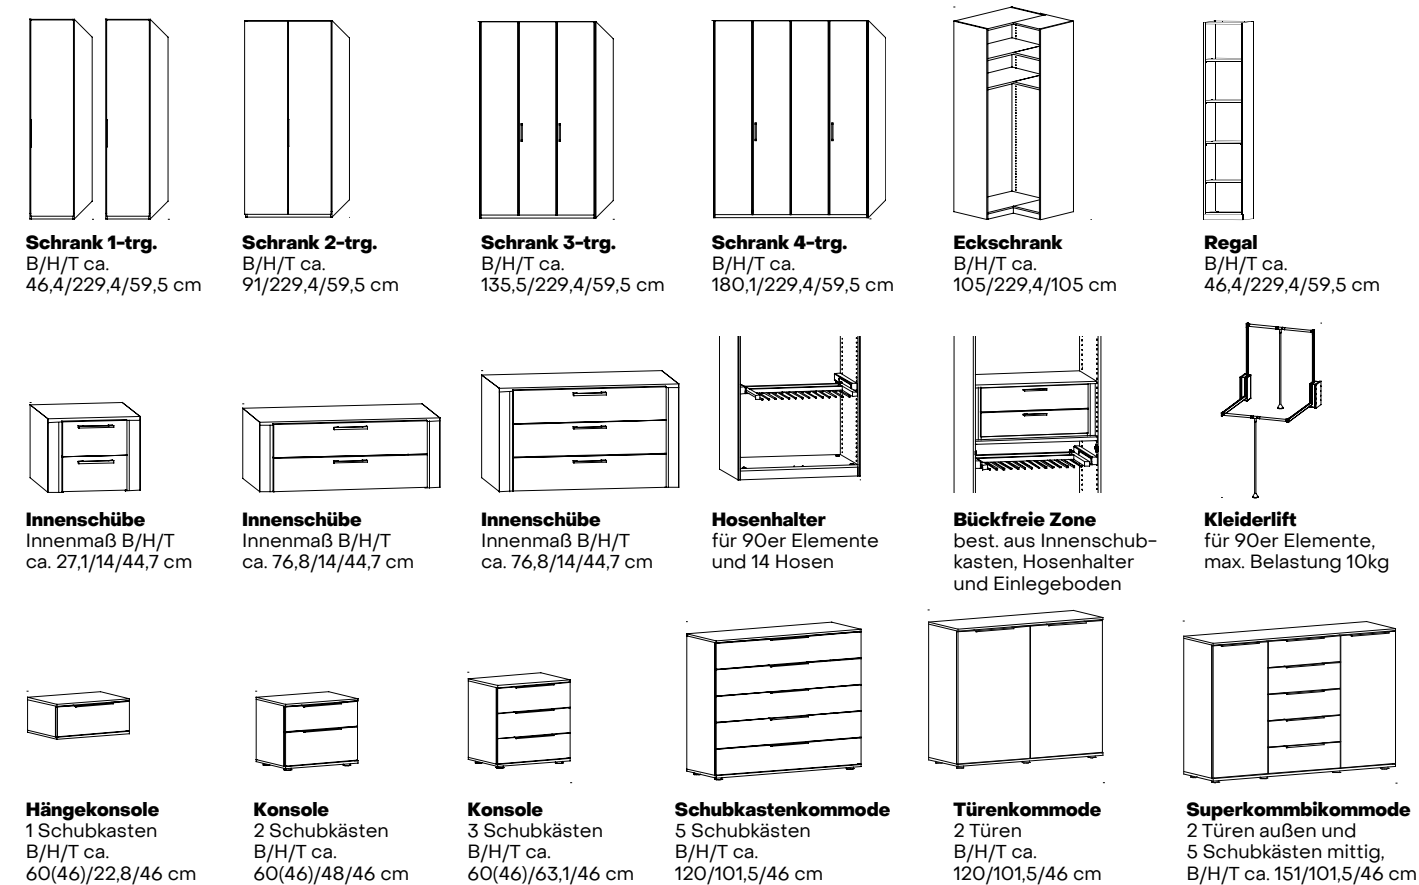 Schrank 1-trg.
B/H/T ca.
46,4/229,4/59,5 cm
Schrank 2-trg.
B/H/T ca.
91/229,4/59,5 cm
Schrank 3-trg.
B/H/T ca.
135,5/229,4/59,5 cm
Schrank 4-trg.
B/H/T ca.
180,1/229,4/59,5 cm
Eckschrank
B/H/T ca.
105/229,4/105 cm
Regal
B/H/T ca.
46,4/229,4/59,5 cm
Innenschübe
Innenmaß B/H/T
ca. 27,1/14/44,7 cm
Innenschübe
Innenmaß B/H/T
ca. 76,8/14/44,7 cm
Innenschübe
Innenmaß B/H/T
ca. 76,8/14/44,7 cm
Hosenhalter
für 90er Elemente
und 14 Hosen
Bückfreie Zone
best. aus Innenschub-
kasten, Hosenhalter
und Einlegeboden
Kleiderlift
für 90er Elemente,
max. Belastung 10kg
Hängekonsole
1 Schubkasten
B/H/T ca.
60(46)/22,8/46 cm
Konsole
2 Schubkästen
B/H/T ca.
60(46)/48/46 cm
Konsole
3 Schubkästen
B/H/T ca.
60(46)/63,1/46 cm
Schubkastenkommode
5 Schubkästen
B/H/T ca.
120/101,5/46 cm
Türenkommode
2 Türen
B/H/T ca.
120/101,5/46 cm
Superkommbikommode
2 Türen außen und
5 Schubkästen mittig,
B/H/T ca. 151/101,5/46 cm